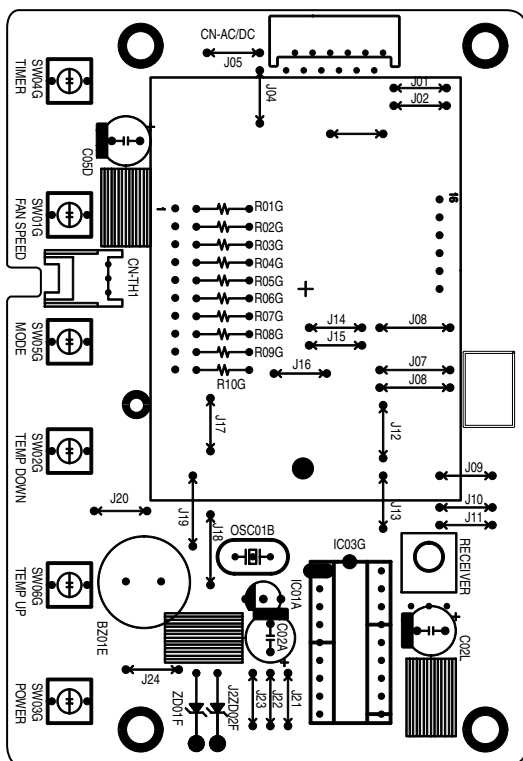 CN-AC/DC
J05
J04
J01
J02
SW04G
TIMER
C05D
+
1
16
R01G
R02G
R03G
R04G
R05G
R06G
R07G
R08G
R09G
R10G
SW01G
FAN SPEED
CN-TH1
SW05G
MODE
J14
J15
J16
J08
J07
J08
J17
J12
SW02G
TEMP DOWN
J09
J10
J11
J20
J19
J18
J13
OSC01B
IC03G
RECEIVER
SW06G
TEMP UP
BZ01E
IC01A
C02A
+
C02L
+
J24
SW03G
POWER
ZD01F
J2ZD02F
J23
J22
J21